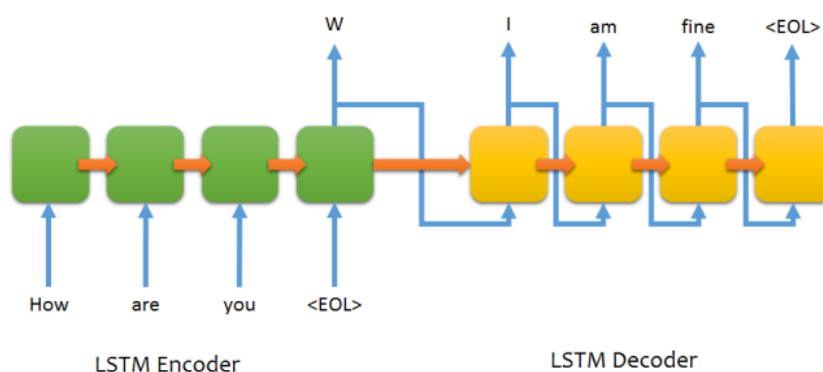 W I am fine <EOL>
How are you <EOL>
LSTM Encoder LSTM Decoder